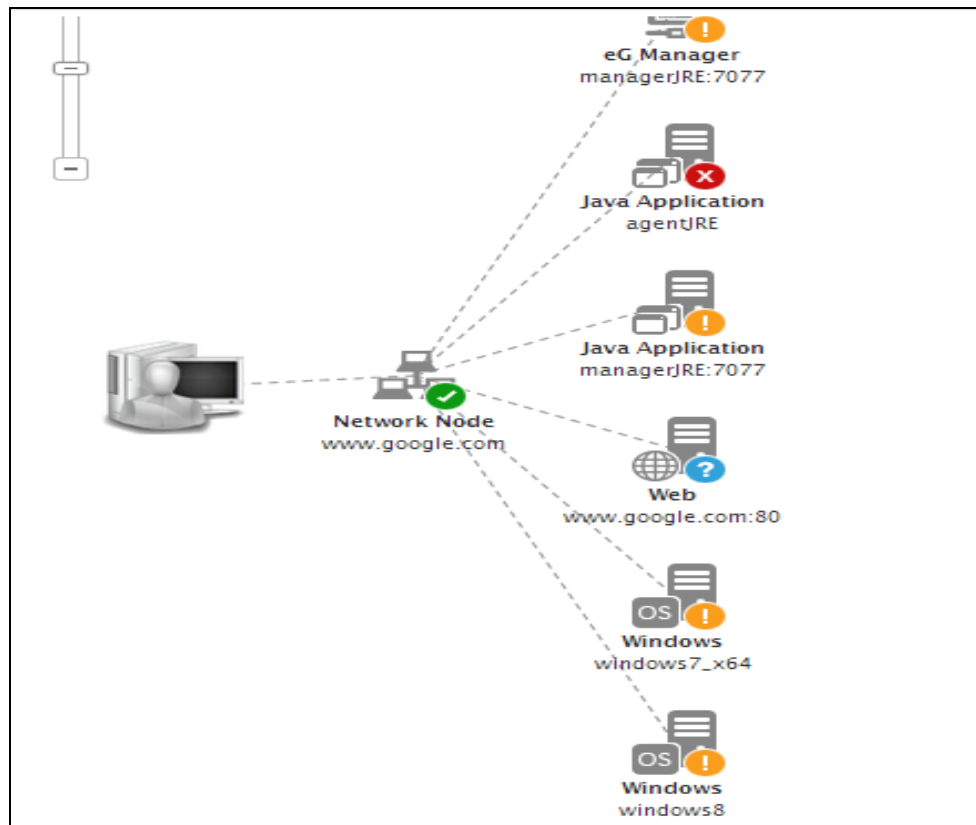 eG Manager
managerJRE:7077
Java Application
agentJRE
Java Application
managerJRE:7077
Network Node
www.google.com
Web
www.google.com:80
OS
Windows
windows7_x64
OS
Windows
windows8